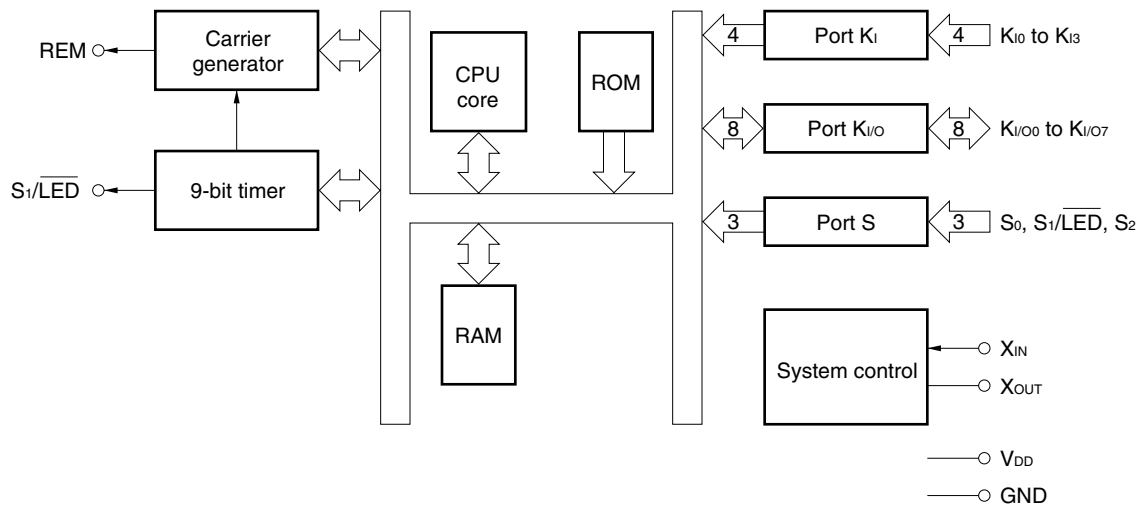 REM
Carrier
generator
S1/LED
9-bit timer
CPU
core
ROM
RAM
4
Port KI
4
KI0 to KI3
8
Port KI/O
8
KI/O0 to KI/O7
3
Port S
3
S0, S1/LED, S2
System control
XIN
XOUT
VDD
GND